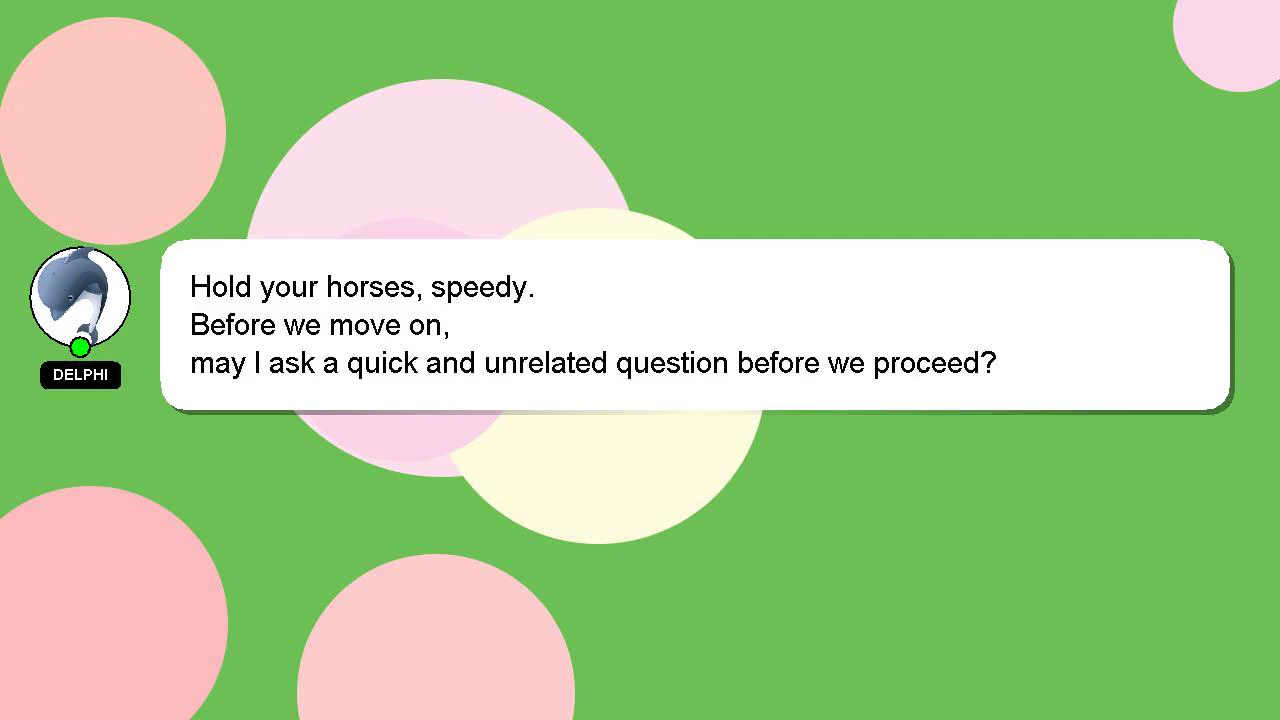 Hold your horses, speedy.
Before we move on,
may I ask a quick and unrelated question before we proceed?
DELPHI